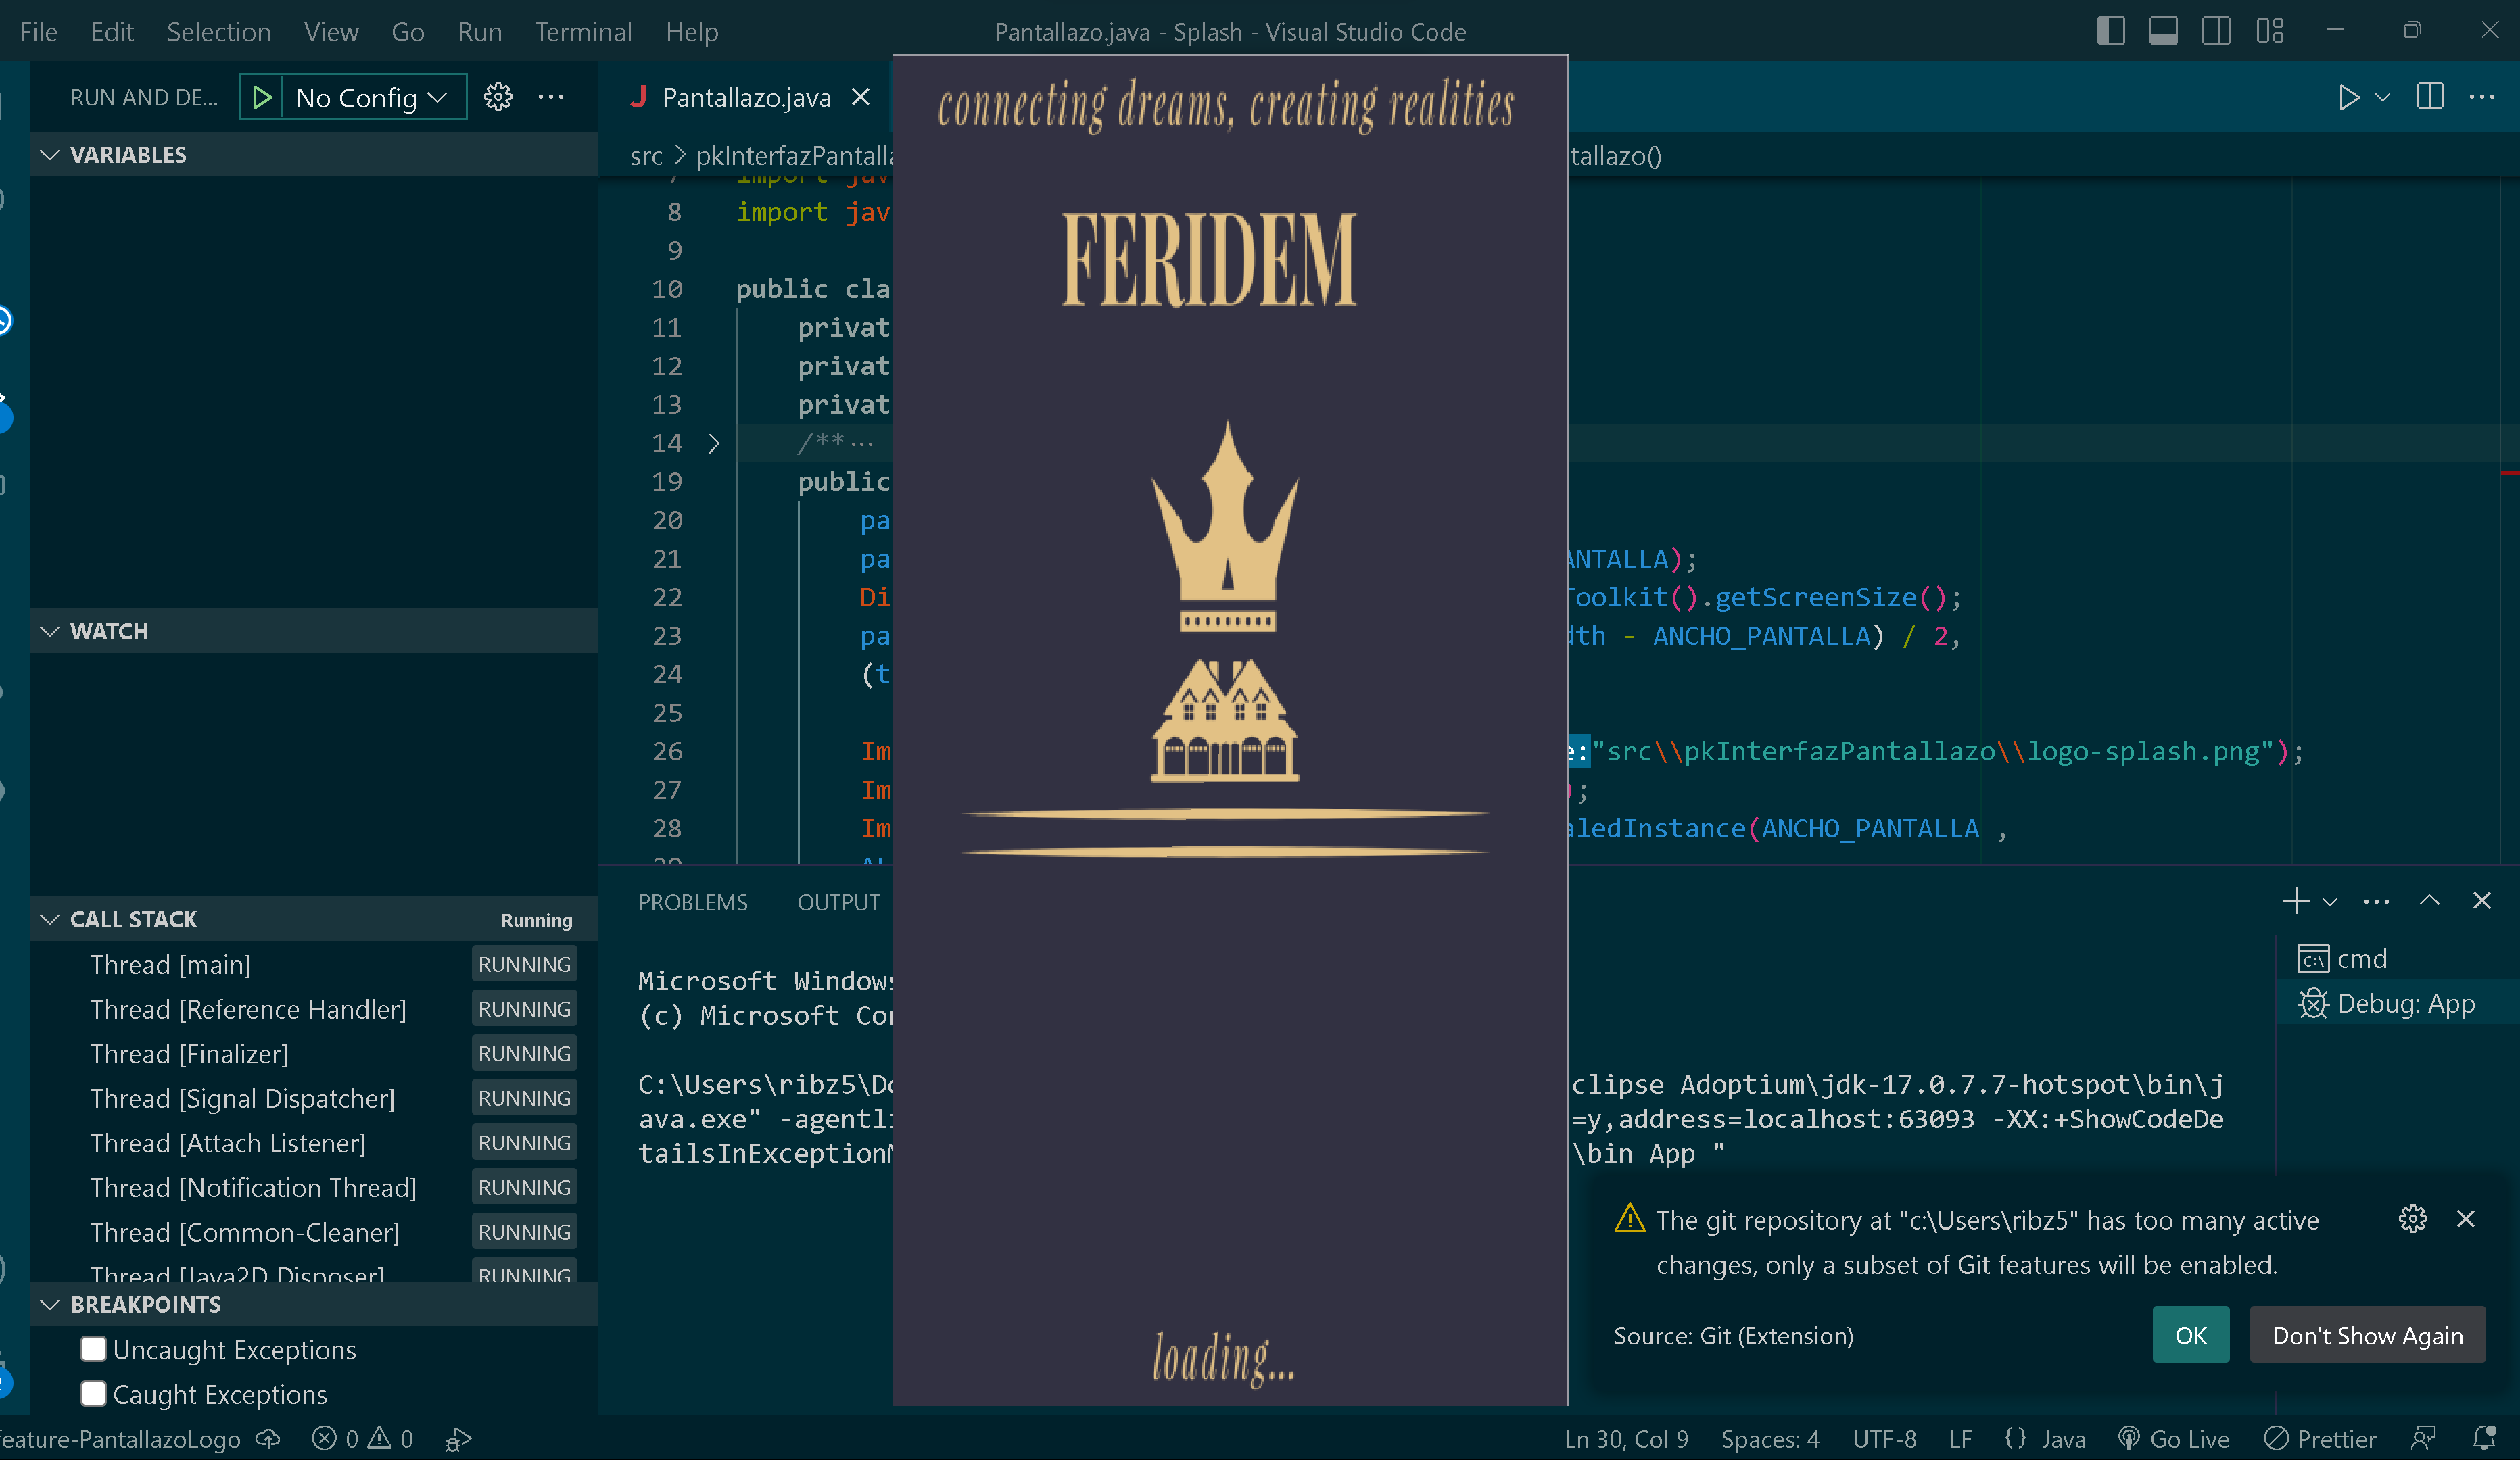 File Edit Selection View Go Run Terminal Help
Pantallazo.java - Splash - Visual Studio Code
RUN AND DE...
No Config
VARIABLES
WATCH
CALL STACK
Running
Thread [main] RUNNING
Thread [Reference Handler] RUNNING
Thread [Finalizer] RUNNING
Thread [Signal Dispatcher] RUNNING
Thread [Attach Listener] RUNNING
Thread [Notification Thread] RUNNING
Thread [Common-Cleaner] RUNNING
Thread [Java2D Disposer] RUNNING
BREAKPOINTS
Uncaught Exceptions
Caught Exceptions
J Pantallazo.java
src > pkInterfazPantalla tallazo()
7 import jav
8 import jav
9
10 public cla
11 privat
12 privat
13 privat
14 /** ...
19 public
20 pa
21 pa ANTALLA);
22 Di Toolkit().getScreenSize();
23 pa dth - ANCHO_PANTALLA) / 2,
24 (t
25
26 Im e: "src\\pkInterfazPantallazo\\logo-splash.png");
27 Im );
28 Im aledInstance(ANCHO_PANTALLA ,
connecting dreams, creating realities
FERIDEM
loading...
PROBLEMS OUTPUT
Microsoft Windows
(c) Microsoft Cor
C:\Users\ribz5\Do clipse Adoptium\jdk-17.0.7.7-hotspot\bin\j
ava.exe" -agentli =y,address=localhost:63093 -XX:+ShowCodeDe
tailsInExceptionM \bin App "
cmd
Debug: App
The git repository at "c:\Users\ribz5" has too many active
changes, only a subset of Git features will be enabled.
Source: Git (Extension)
OK
Don't Show Again
feature-PantallazoLogo 0 0
Ln 30, Col 9 Spaces: 4 UTF-8 LF {} Java Go Live Prettier